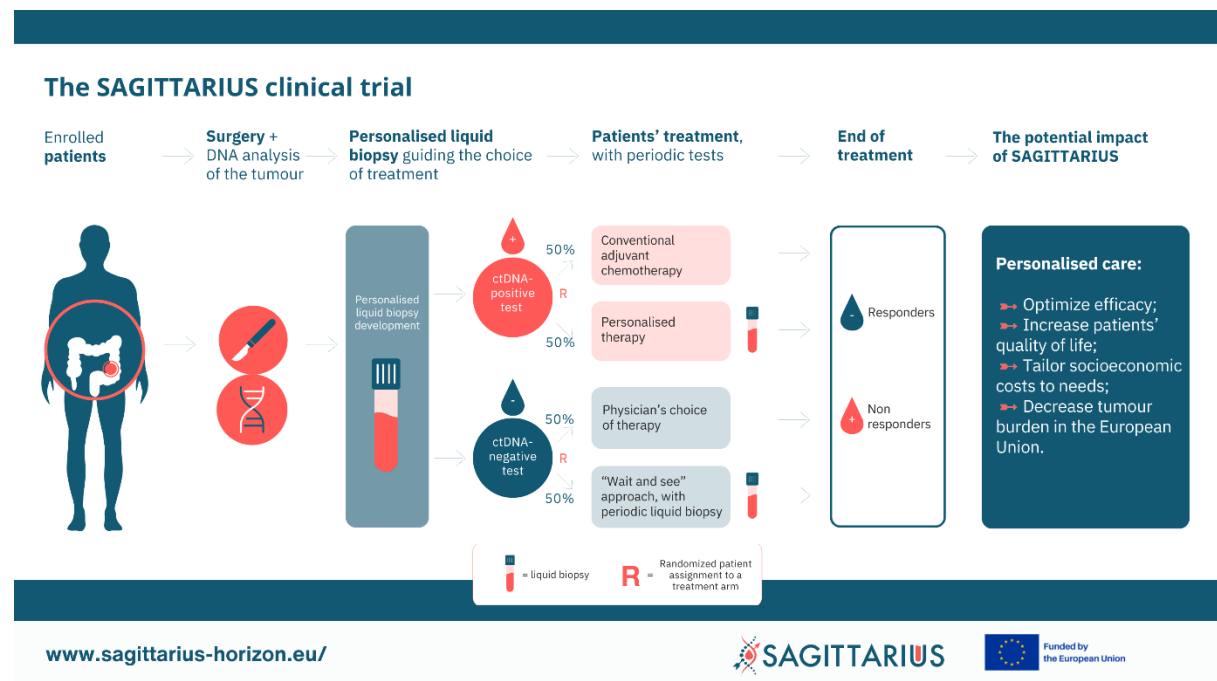 The SAGITTARIUS clinical trial
Enrolled
patients
Surgery +
DNA analysis
of the tumour
Personalised liquid
biopsy guiding the choice
of treatment
Patients' treatment,
with periodic tests
End of
treatment
The potential impact
of SAGITTARIUS
Personalised
liquid biopsy
development
+
ctDNA-
positive
test
50%
R
50%
Conventional
adjuvant
chemotherapy
Personalised
therapy
-
ctDNA-
negative
test
50%
R
50%
Physician's choice
of therapy
"Wait and see"
approach, with
periodic liquid biopsy
-
Responders
+
Non
responders
Personalised care:
Optimize efficacy;
Increase patients'
quality of life;
Tailor socioeconomic
costs to needs;
Decrease tumour
burden in the European
Union.
= liquid biopsy
R = Randomized patient
assignment to a
treatment arm
www.sagittarius-horizon.eu/
SAGITTARIUS
Funded by
the European Union